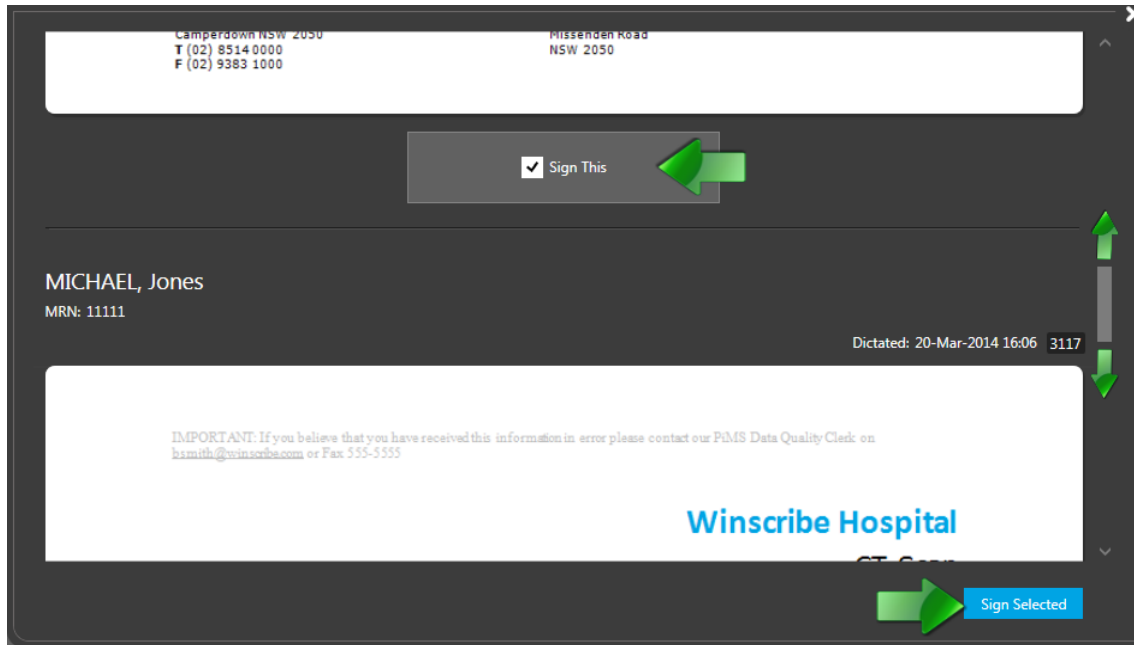 Camperdown NSW 2050
Missenden Road
T (02) 8514 0000
NSW 2050
F (02) 9383 1000
Sign This
MICHAEL, Jones
MRN: 11111
Dictated: 20-Mar-2014 16:06 3117
IMPORTANT: If you believe that you have received this information in error please contact our PiMS Data Quality Clerk on
bsmith@winscribe.com or Fax 555-5555
Winscribe Hospital
CT Scan
Sign Selected